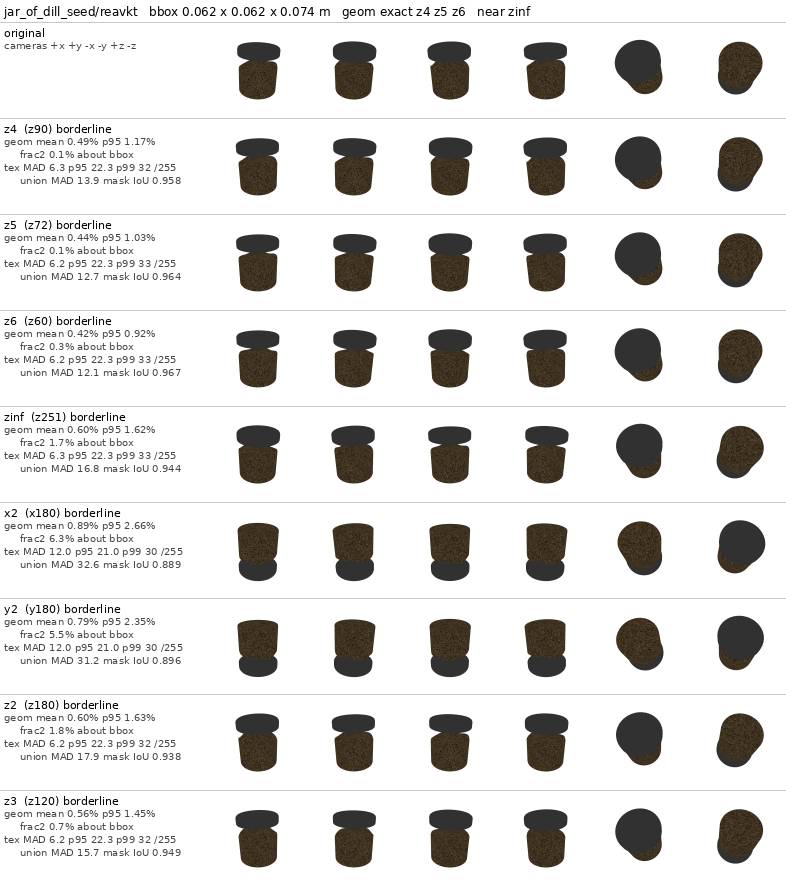 jar_of_dill_seed/reavkt bbox 0.062 x 0.062 x 0.074 m geom exact z4 z5 z6 near zinf
original
cameras +x +y -x -y +z -z
z4 (z90) borderline
geom mean 0.49% p95 1.17%
frac2 0.1% about bbox
tex MAD 6.3 p95 22.3 p99 32 /255
union MAD 13.9 mask IoU 0.958
z5 (z72) borderline
geom mean 0.44% p95 1.03%
frac2 0.1% about bbox
tex MAD 6.2 p95 22.3 p99 33 /255
union MAD 12.7 mask IoU 0.964
z6 (z60) borderline
geom mean 0.42% p95 0.92%
frac2 0.3% about bbox
tex MAD 6.2 p95 22.3 p99 33 /255
union MAD 12.1 mask IoU 0.967
zinf (z251) borderline
geom mean 0.60% p95 1.62%
frac2 1.7% about bbox
tex MAD 6.3 p95 22.3 p99 33 /255
union MAD 16.8 mask IoU 0.944
x2 (x180) borderline
geom mean 0.89% p95 2.66%
frac2 6.3% about bbox
tex MAD 12.0 p95 21.0 p99 30 /255
union MAD 32.6 mask IoU 0.889
y2 (y180) borderline
geom mean 0.79% p95 2.35%
frac2 5.5% about bbox
tex MAD 12.0 p95 21.0 p99 30 /255
union MAD 31.2 mask IoU 0.896
z2 (z180) borderline
geom mean 0.60% p95 1.63%
frac2 1.8% about bbox
tex MAD 6.2 p95 22.3 p99 32 /255
union MAD 17.9 mask IoU 0.938
z3 (z120) borderline
geom mean 0.56% p95 1.45%
frac2 0.7% about bbox
tex MAD 6.2 p95 22.3 p99 32 /255
union MAD 15.7 mask IoU 0.949